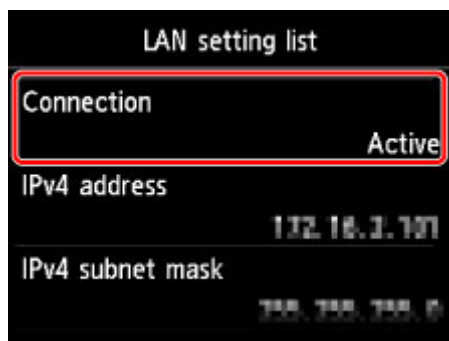 LAN setting list
Connection
Active
IPv4 address
IPv4 subnet mask